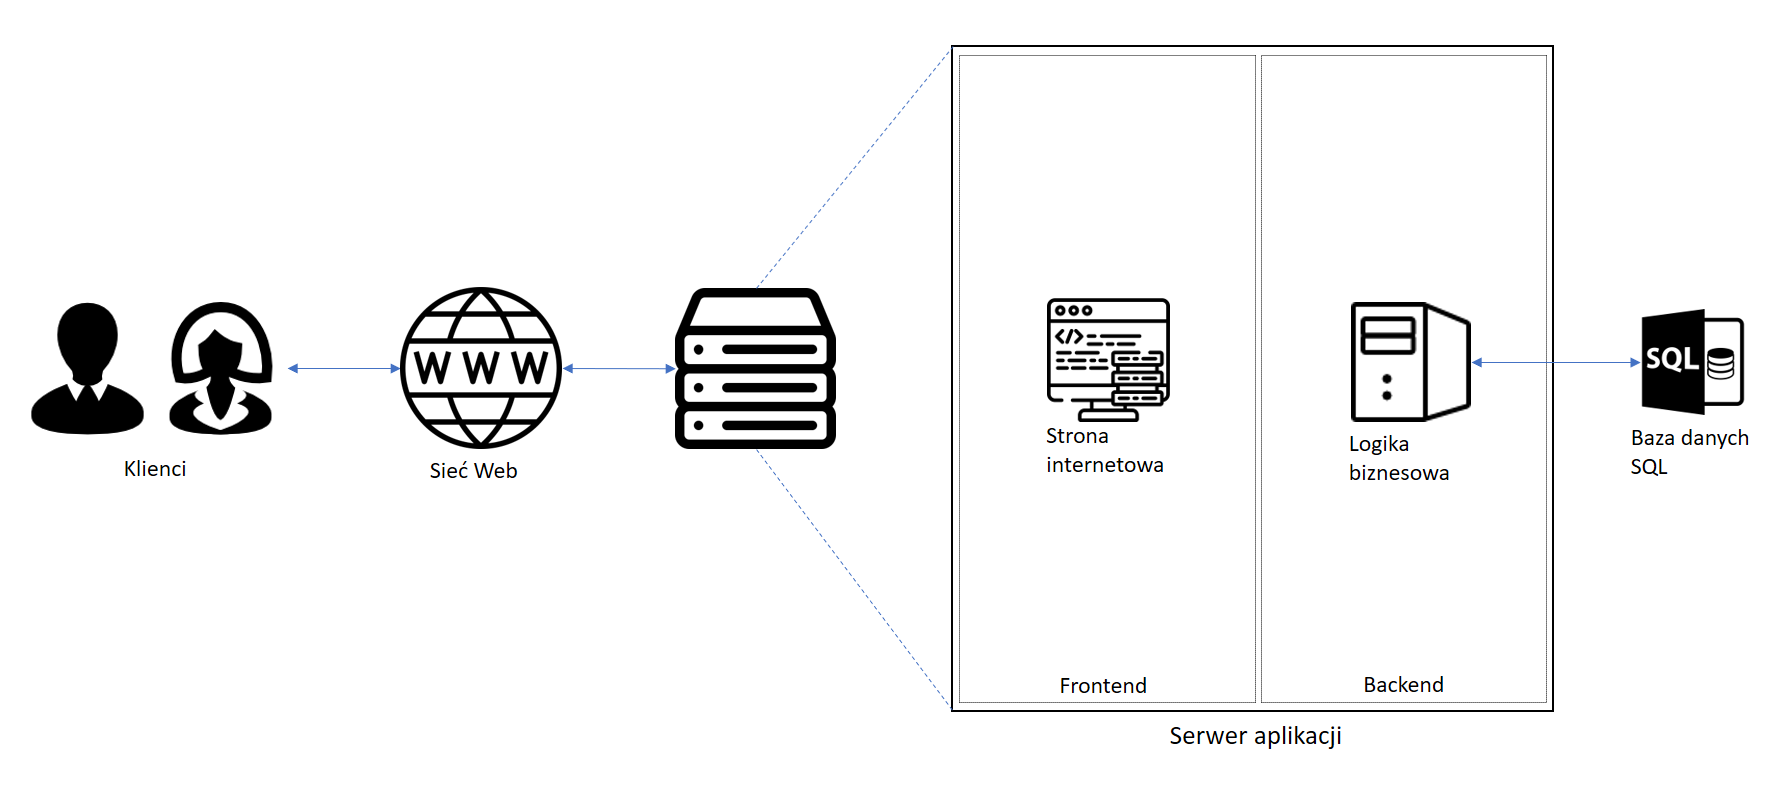 WWW
</>
SQL
Strona
internetowa
Logika
biznesowa
Baza danych
SQL
Klienci
Sieć Web
Frontend
Backend
Serwer aplikacji